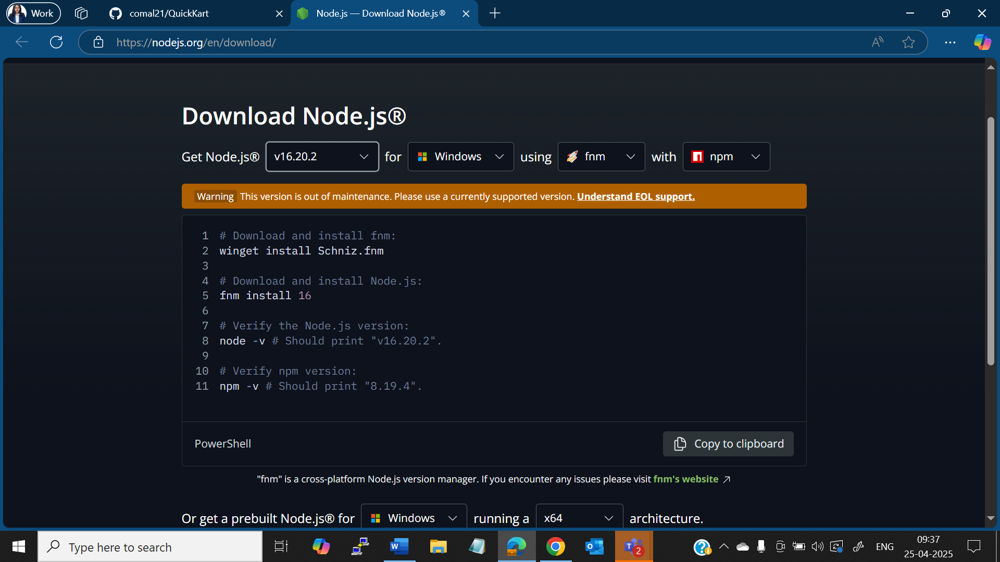 Work
comal21/QuickKart
Node.js — Download Node.js®
https://nodejs.org/en/download/
Download Node.js®
Get Node.js® v16.20.2 for Windows using fnm with npm
Warning This version is out of maintenance. Please use a currently supported version. Understand EOL support.
1 # Download and install fnm:
2 winget install Schniz.fnm
3
4 # Download and install Node.js:
5 fnm install 16
6
7 # Verify the Node.js version:
8 node -v # Should print "v16.20.2".
9
10 # Verify npm version:
11 npm -v # Should print "8.19.4".
PowerShell
Copy to clipboard
"fnm" is a cross-platform Node.js version manager. If you encounter any issues please visit fnm's website
Or get a prebuilt Node.js® for Windows running a x64 architecture.
Type here to search
2
ENG
09:37
25-04-2025